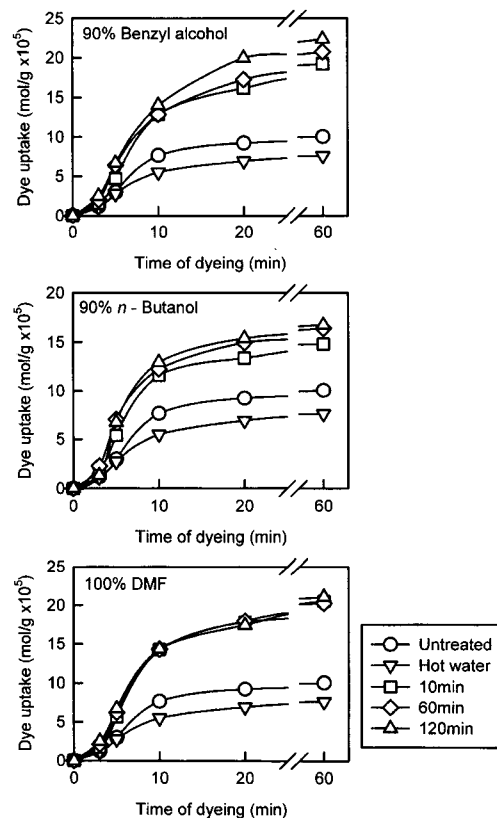 90% Benzyl alcohol
Dye uptake (mol/g x10⁵)
25
20
15
10
5
0
0 10 20 60
Time of dyeing (min)
90% n - Butanol
Dye uptake (mol/g x10⁵)
20
15
10
5
0
0 10 20 60
Time of dyeing (min)
100% DMF
Dye uptake (mol/g x10⁵)
25
20
15
10
5
0
0 10 20 60
Time of dyeing (min)
Untreated
Hot water
10min
60min
120min